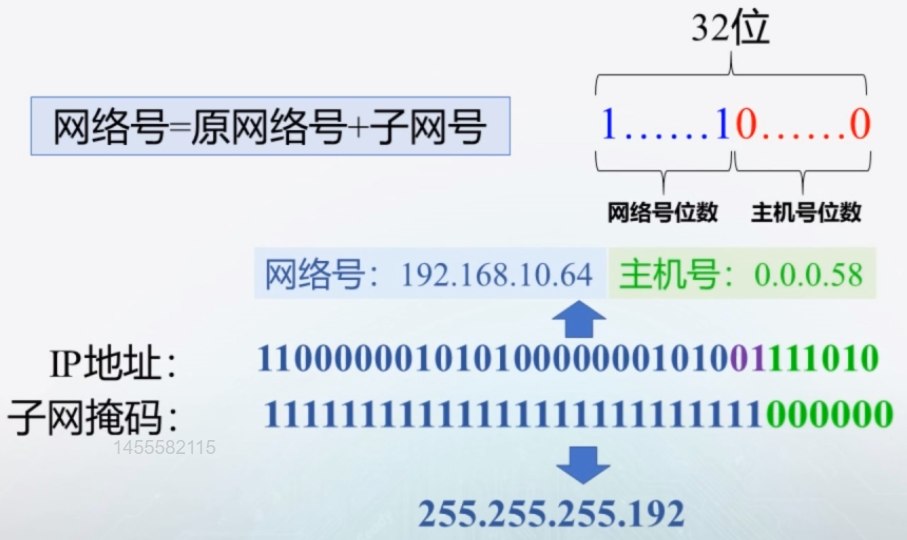 32位
网络号=原网络号+子网号
1……10……0
网络号位数 主机号位数
网络号：192.168.10.64 主机号：0.0.0.58
IP地址： 11000000101010000000101001111010
子网掩码： 11111111111111111111111111000000
1455582115
255.255.255.192